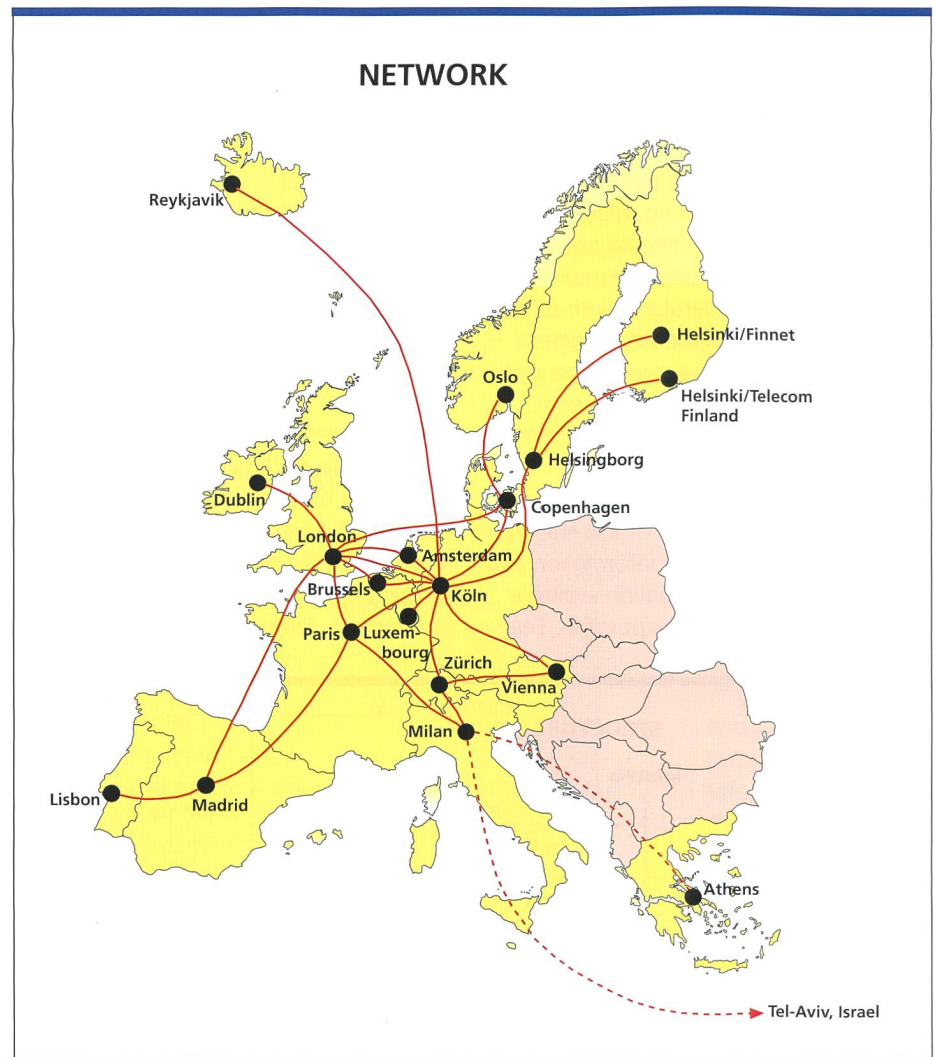 NETWORK
Reykjavik
Helsinki/Finnet
Oslo
Helsinki/Telecom
Finland
Helsingborg
Dublin
Copenhagen
London
Amsterdam
Brussels
Köln
Paris
Luxem-
bourg
Zürich
Vienna
Milan
Lisbon
Madrid
Athens
Tel-Aviv, Israel